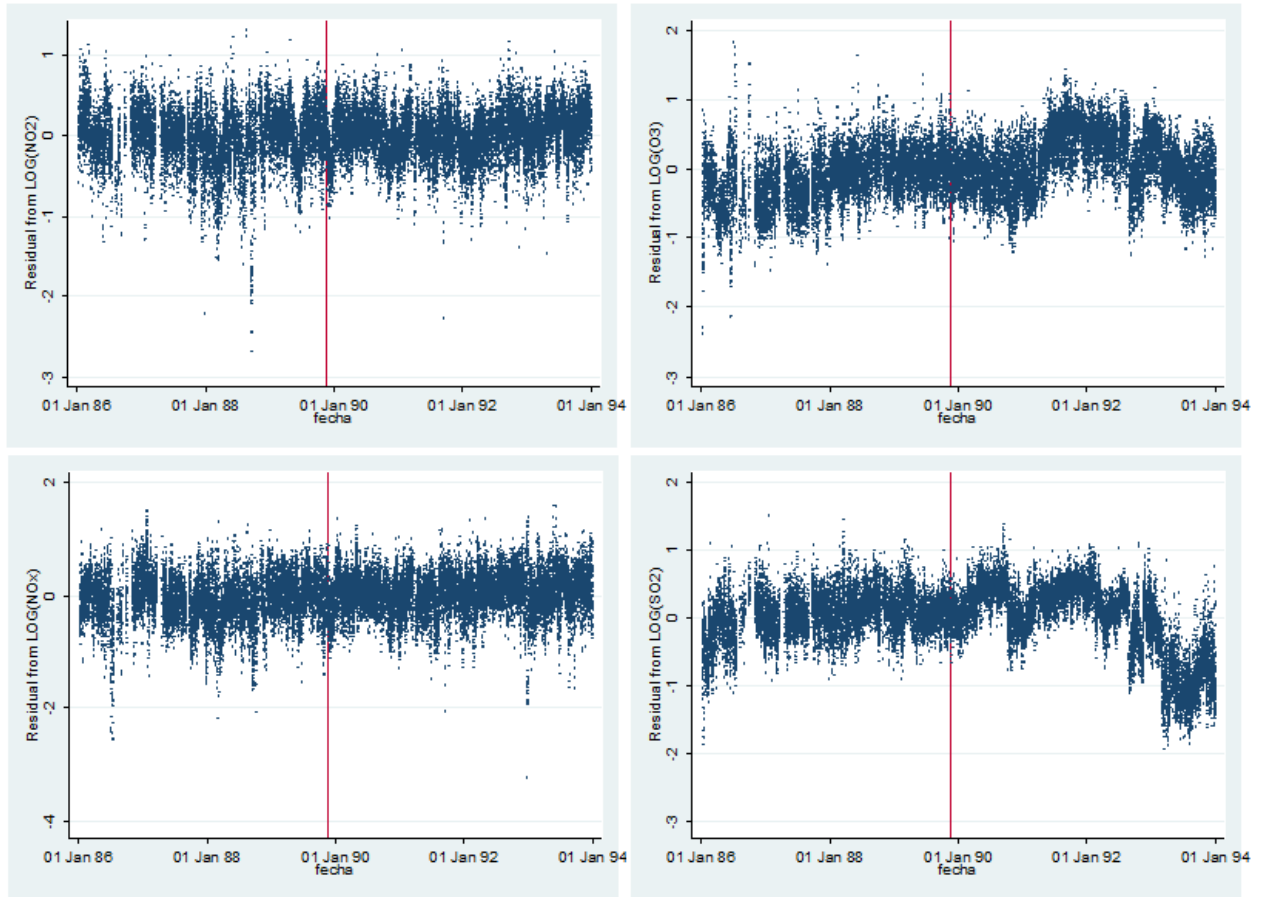 Residual from LOG(NO2)
1
0
-1
-2
-3
01 Jan 86 01 Jan 88 01 Jan 90 01 Jan 92 01 Jan 94
fecha
Residual from LOG(O3)
2
1
0
-1
-2
-3
01 Jan 86 01 Jan 88 01 Jan 90 01 Jan 92 01 Jan 94
fecha
Residual from LOG(NOx)
2
0
-2
-4
01 Jan 86 01 Jan 88 01 Jan 90 01 Jan 92 01 Jan 94
fecha
Residual from LOG(SO2)
2
1
0
-1
-2
-3
01 Jan 86 01 Jan 88 01 Jan 90 01 Jan 92 01 Jan 94
fecha